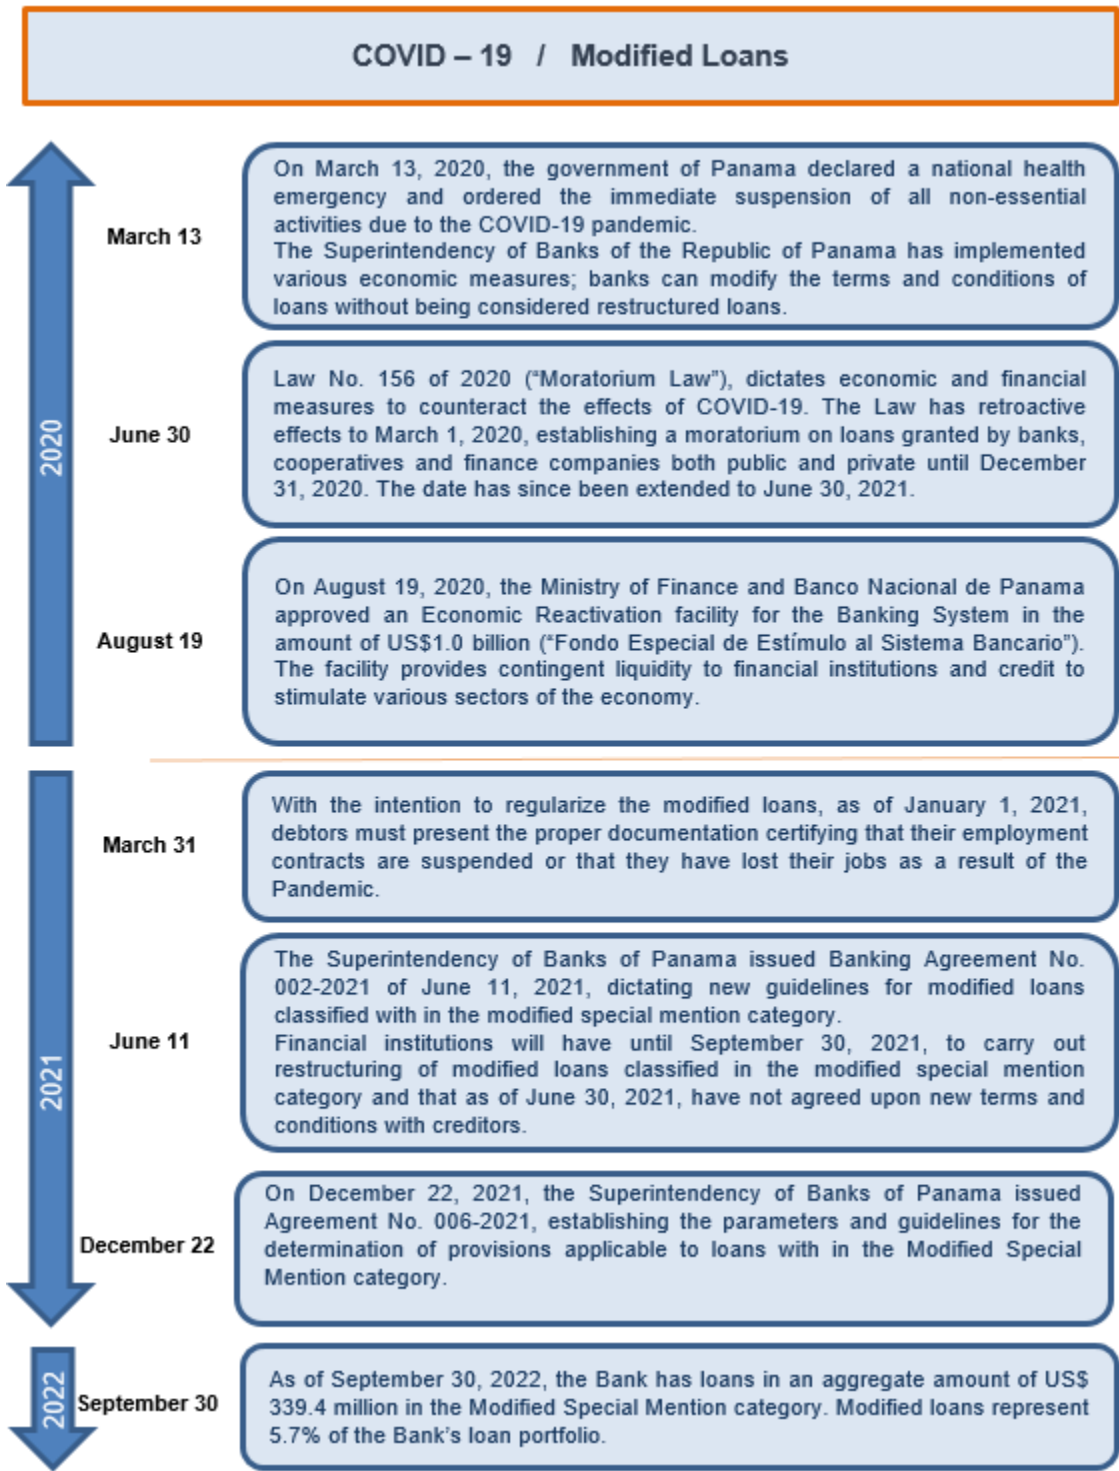 COVID – 19 / Modified Loans
2020
March 13
On March 13, 2020, the government of Panama declared a national health
emergency and ordered the immediate suspension of all non-essential
activities due to the COVID-19 pandemic.
The Superintendency of Banks of the Republic of Panama has implemented
various economic measures; banks can modify the terms and conditions of
loans without being considered restructured loans.
June 30
Law No. 156 of 2020 (“Moratorium Law”), dictates economic and financial
measures to counteract the effects of COVID-19. The Law has retroactive
effects to March 1, 2020, establishing a moratorium on loans granted by banks,
cooperatives and finance companies both public and private until December
31, 2020. The date has since been extended to June 30, 2021.
August 19
On August 19, 2020, the Ministry of Finance and Banco Nacional de Panama
approved an Economic Reactivation facility for the Banking System in the
amount of US$1.0 billion (“Fondo Especial de Estímulo al Sistema Bancario”).
The facility provides contingent liquidity to financial institutions and credit to
stimulate various sectors of the economy.
2021
March 31
With the intention to regularize the modified loans, as of January 1, 2021,
debtors must present the proper documentation certifying that their employment
contracts are suspended or that they have lost their jobs as a result of the
Pandemic.
June 11
The Superintendency of Banks of Panama issued Banking Agreement No.
002-2021 of June 11, 2021, dictating new guidelines for modified loans
classified with in the modified special mention category.
Financial institutions will have until September 30, 2021, to carry out
restructuring of modified loans classified in the modified special mention
category and that as of June 30, 2021, have not agreed upon new terms and
conditions with creditors.
December 22
On December 22, 2021, the Superintendency of Banks of Panama issued
Agreement No. 006-2021, establishing the parameters and guidelines for the
determination of provisions applicable to loans with in the Modified Special
Mention category.
2022
September 30
As of September 30, 2022, the Bank has loans in an aggregate amount of US$
339.4 million in the Modified Special Mention category. Modified loans represent
5.7% of the Bank’s loan portfolio.